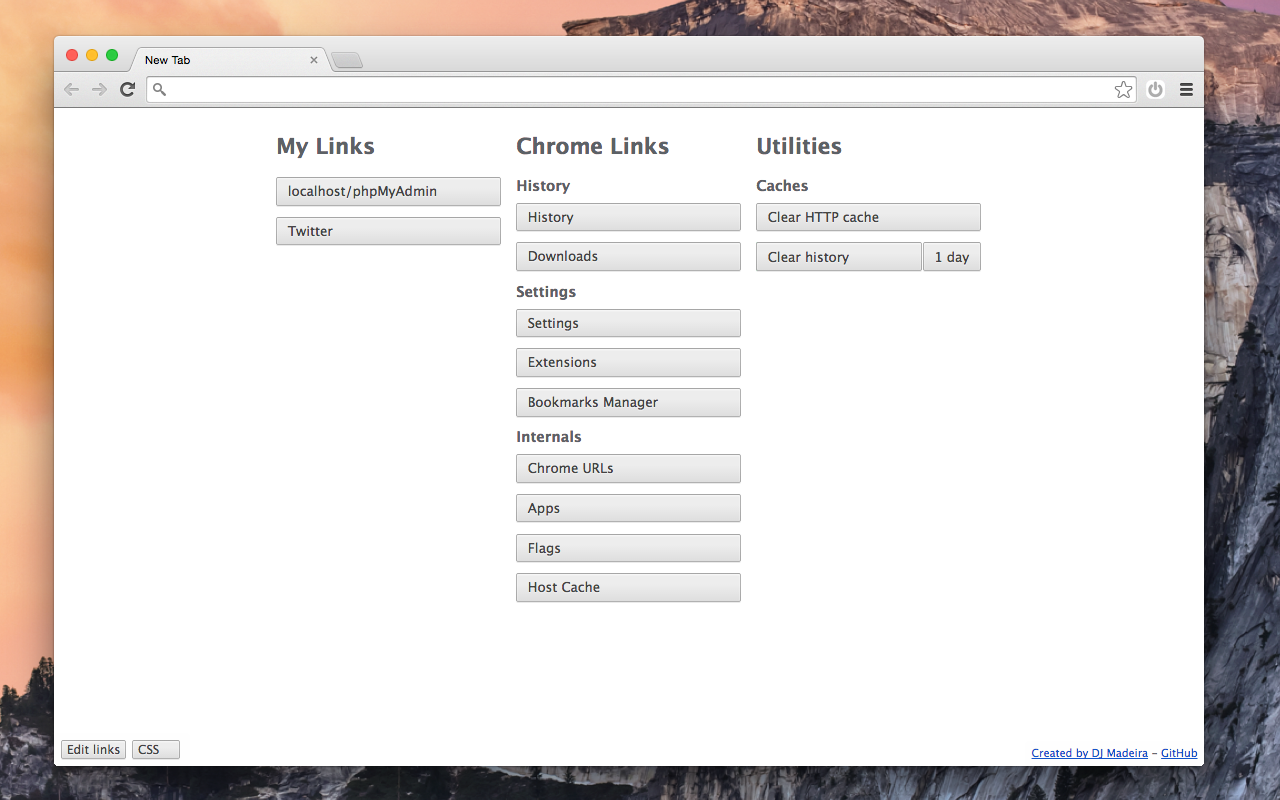 New Tab
My Links
localhost/phpMyAdmin
Twitter
Chrome Links
History
History
Downloads
Settings
Settings
Extensions
Bookmarks Manager
Internals
Chrome URLs
Apps
Flags
Host Cache
Utilities
Caches
Clear HTTP cache
Clear history 1 day
Edit links CSS
Created by DJ Madeira – GitHub